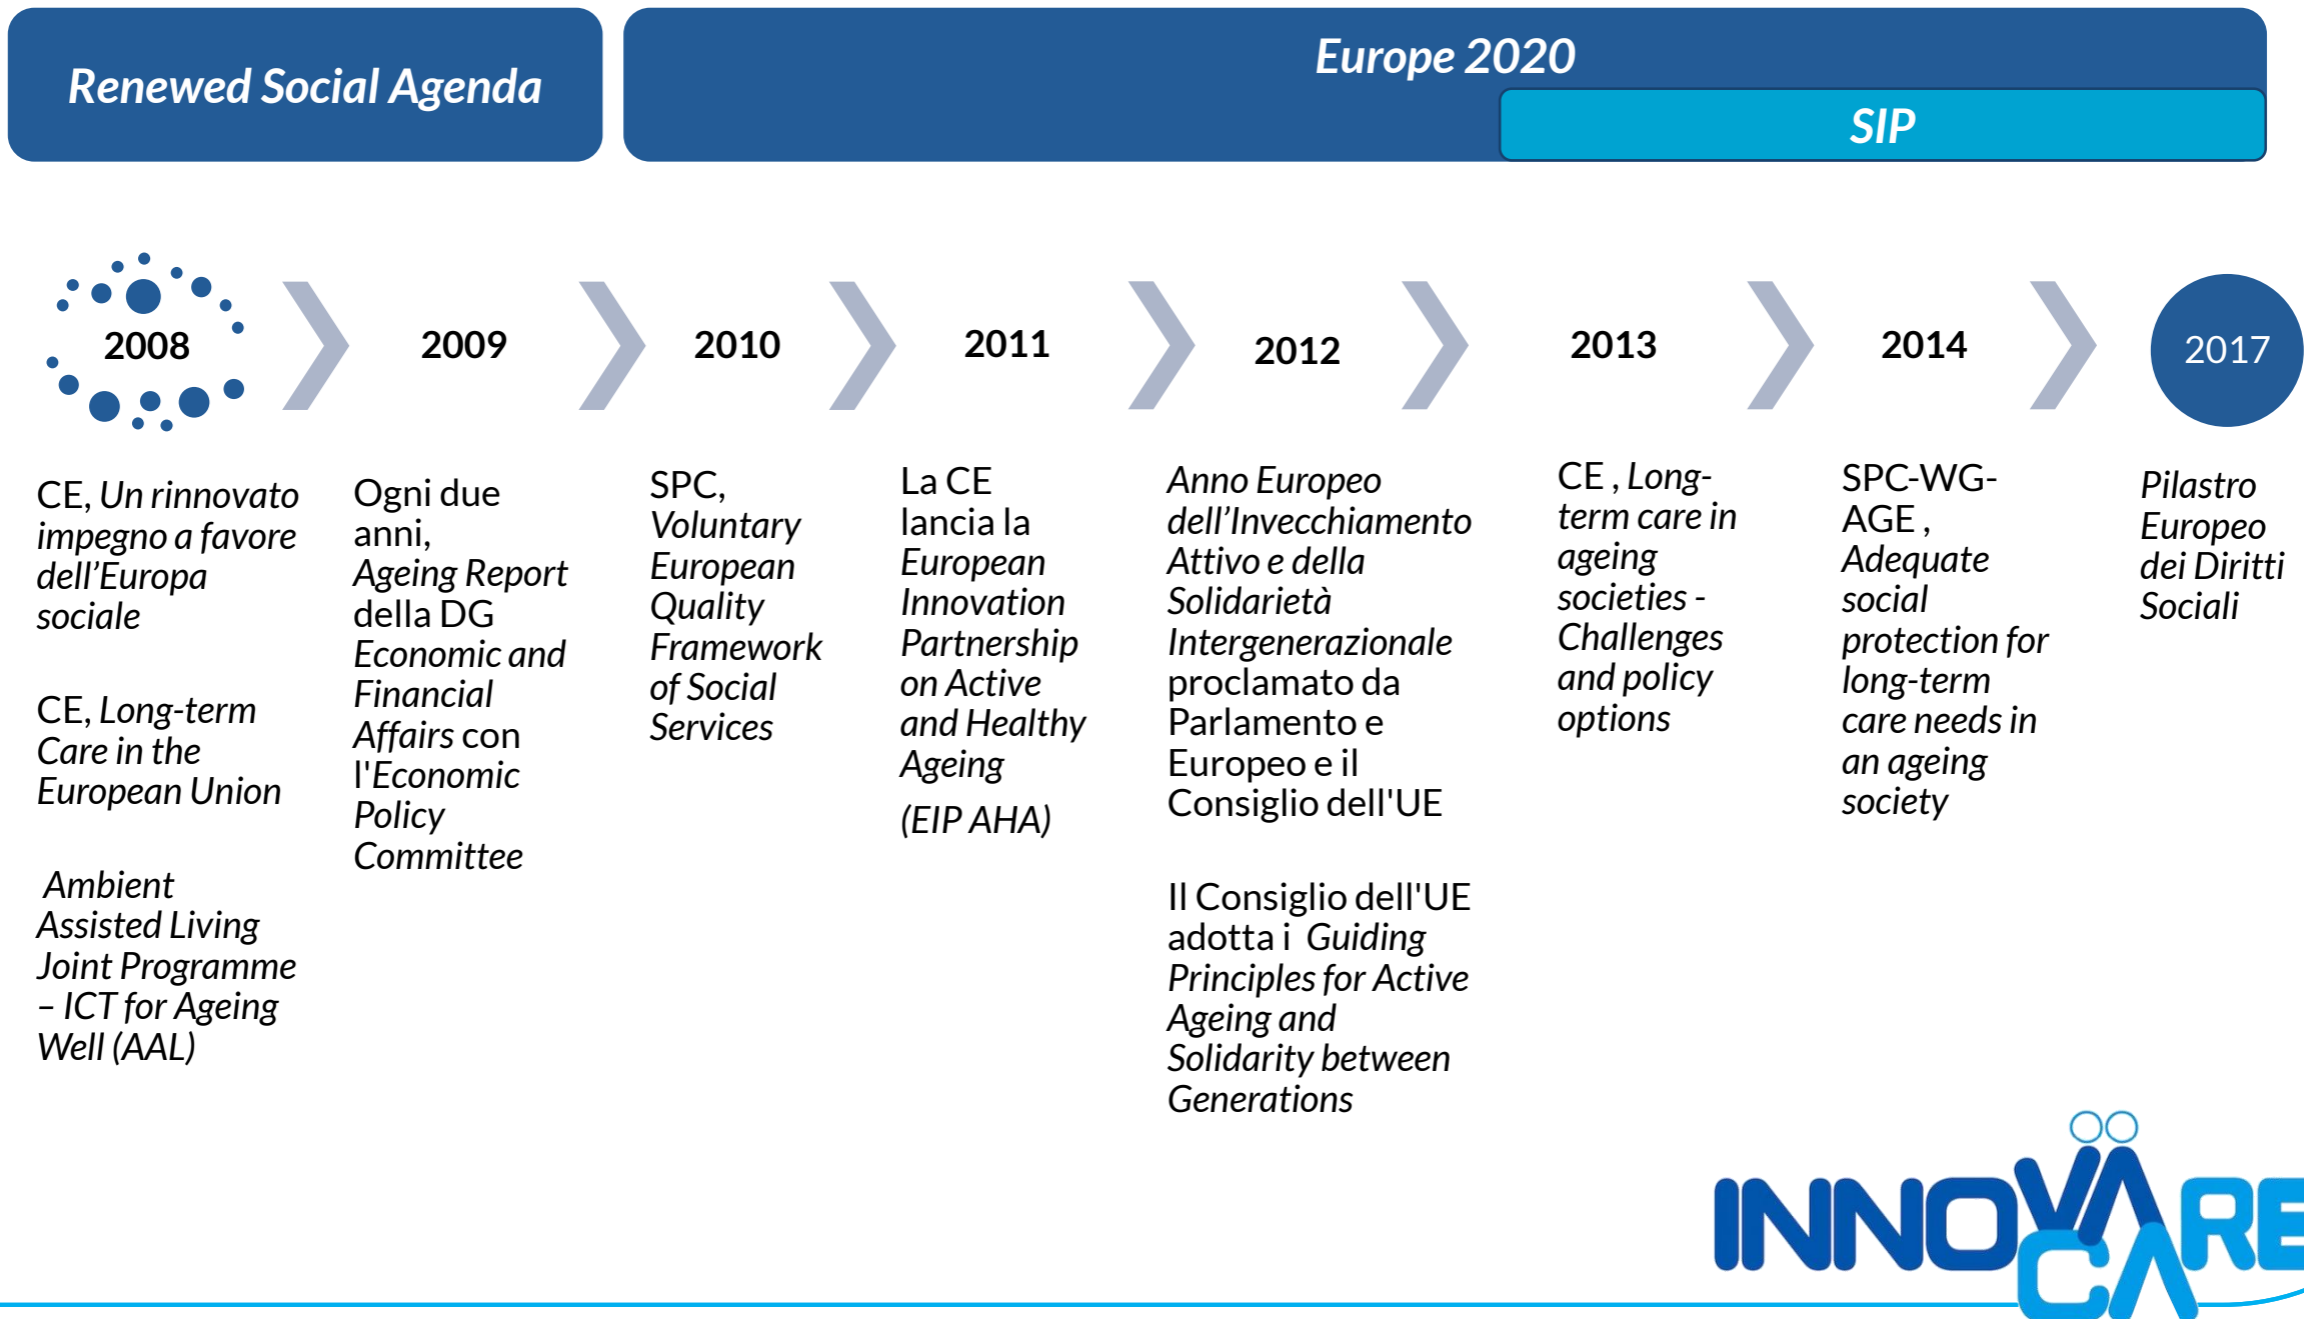 Renewed Social Agenda
Europe 2020
SIP
2008
2009
2010
2011
2012
2013
2014
2017
CE, Un rinnovato
impegno a favore
dell'Europa
sociale
CE, Long-term
Care in the
European Union
Ambient
Assisted Living
Joint Programme
– ICT for Ageing
Well (AAL)
Ogni due
anni,
Ageing Report
della DG
Economic and
Financial
Affairs con
l'Economic
Policy
Committee
SPC,
Voluntary
European
Quality
Framework
of Social
Services
La CE
lancia la
European
Innovation
Partnership
on Active
and Healthy
Ageing
(EIP AHA)
Anno Europeo
dell'Invecchiamento
Attivo e della
Solidarietà
Intergenerazionale
proclamato da
Parlamento e
Europeo e il
Consiglio dell'UE
Il Consiglio dell'UE
adotta i Guiding
Principles for Active
Ageing and
Solidarity between
Generations
CE , Long-
term care in
ageing
societies -
Challenges
and policy
options
SPC-WG-
AGE ,
Adequate
social
protection for
long-term
care needs in
an ageing
society
Pilastro
Europeo
dei Diritti
Sociali
INNOVARE
CA